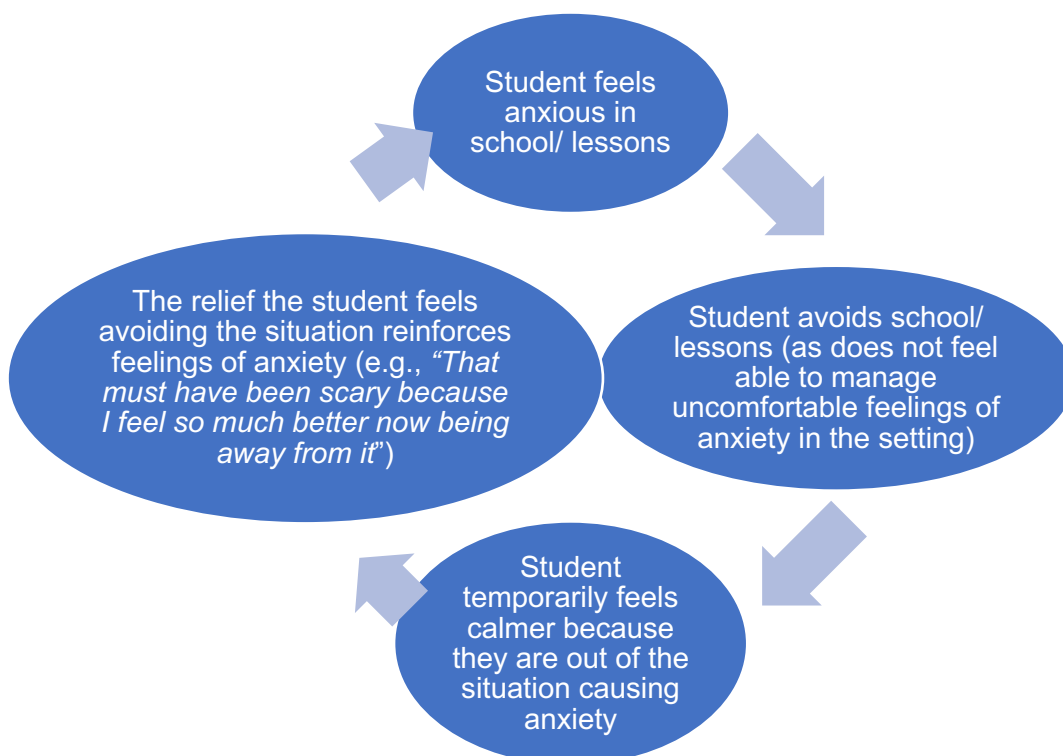 Student feels
anxious in
school/ lessons
Student avoids school/
lessons (as does not feel
able to manage
uncomfortable feelings of
anxiety in the setting)
Student
temporarily feels
calmer because
they are out of the
situation causing
anxiety
The relief the student feels
avoiding the situation reinforces
feelings of anxiety (e.g., “That
must have been scary because
I feel so much better now being
away from it”)